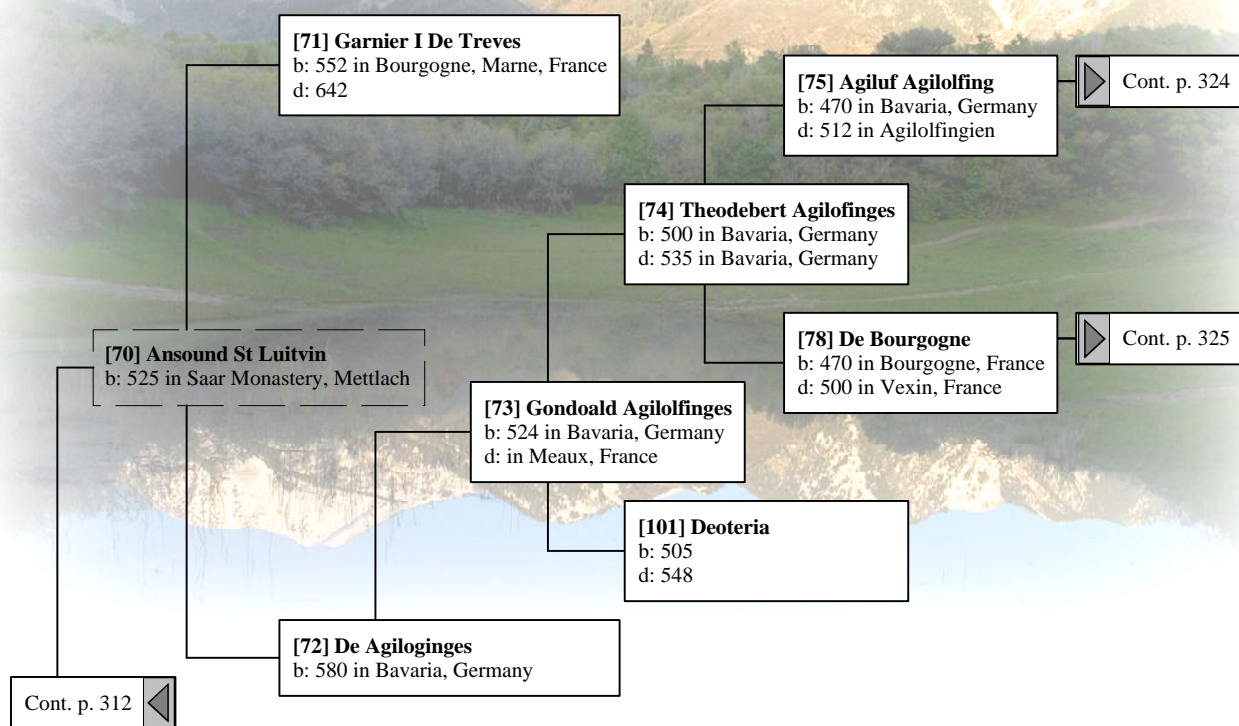 [71] Garnier I De Treves
b: 552 in Bourgogne, Marne, France
d: 642
[75] Agiluf Agilolfing
b: 470 in Bavaria, Germany
d: 512 in Agilolfingien
Cont. p. 324
[74] Theodebert Agilofinges
b: 500 in Bavaria, Germany
d: 535 in Bavaria, Germany
[70] Ansound St Luitvin
b: 525 in Saar Monastery, Mettlach
[78] De Bourgogne
b: 470 in Bourgogne, France
d: 500 in Vexin, France
Cont. p. 325
[73] Gondoald Agilolfinges
b: 524 in Bavaria, Germany
d: in Meaux, France
[101] Deoteria
b: 505
d: 548
[72] De Agiloginges
b: 580 in Bavaria, Germany
Cont. p. 312